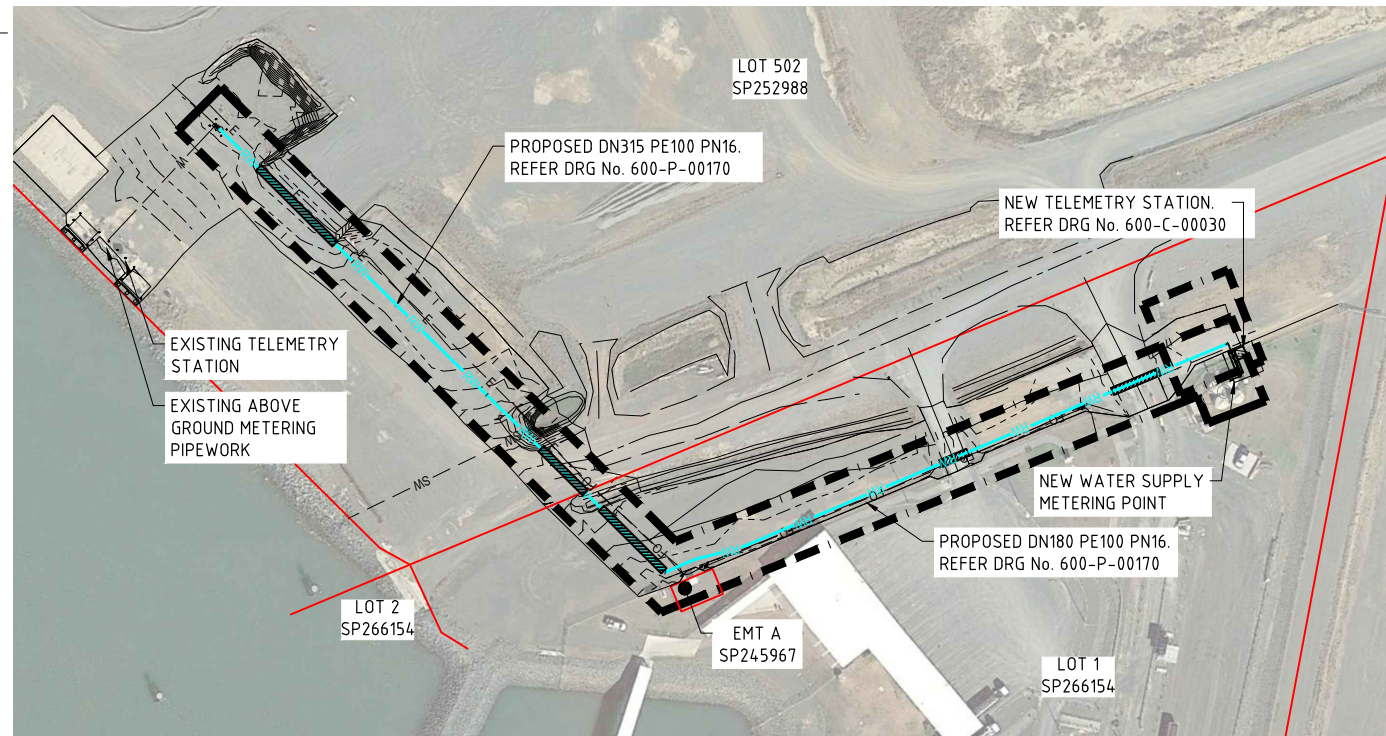 LOT 502
SP252988
PROPOSED DN315 PE100 PN16.
REFER DRG No. 600-P-00170
NEW TELEMETRY STATION.
REFER DRG No. 600-C-00030
EXISTING TELEMETRY
STATION
EXISTING ABOVE
GROUND METERING
PIPEWORK
SW
NEW WATER SUPPLY
METERING POINT
PROPOSED DN180 PE100 PN16.
REFER DRG No. 600-P-00170
LOT 2
SP266154
EMT A
SP245967
LOT 1
SP266154